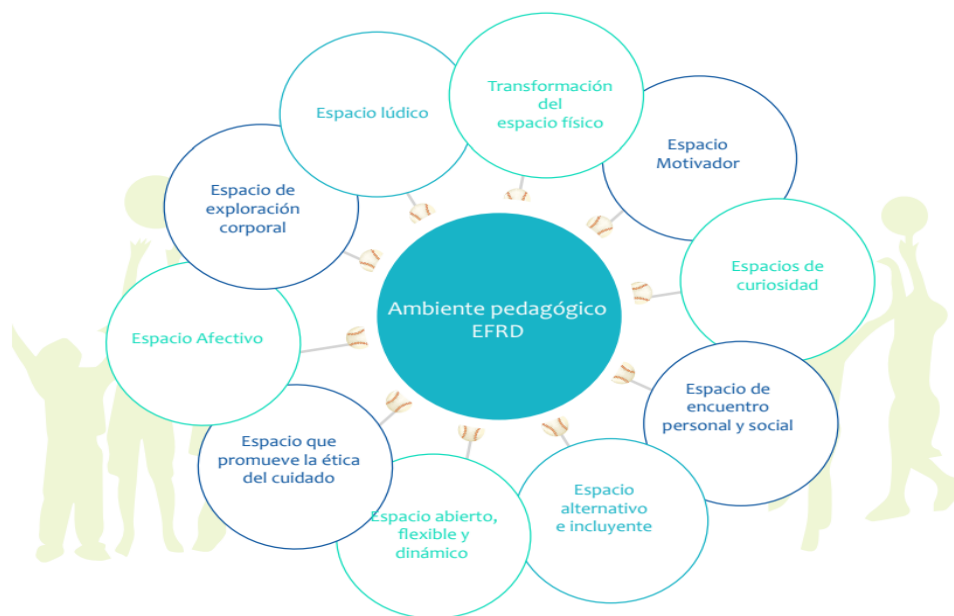 Transformación
del
espacio físico
Espacio
Motivador
Espacios de
curiosidad
Espacio de
encuentro
personal y social
Espacio
alternativo
e incluyente
Espacio abierto,
flexible y
dinámico
Espacio que
promueve la ética
del cuidado
Espacio Afectivo
Espacio de
exploración
corporal
Espacio lúdico
Ambiente pedagógico
EFRD